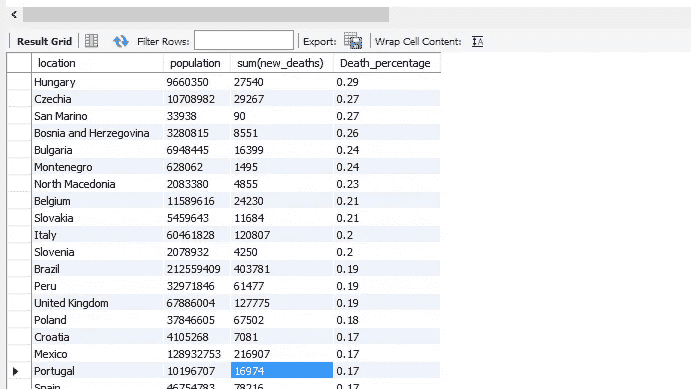 Result Grid Filter Rows: Export: Wrap Cell Content:
location population sum(new_deaths) Death_percentage
Hungary 9660350 27540 0.29
Czechia 10708982 29267 0.27
San Marino 33938 90 0.27
Bosnia and Herzegovina 3280815 8551 0.26
Bulgaria 6948445 16399 0.24
Montenegro 628062 1495 0.24
North Macedonia 2083380 4855 0.23
Belgium 11589616 24230 0.21
Slovakia 5459643 11684 0.21
Italy 60461828 120807 0.2
Slovenia 2078932 4250 0.2
Brazil 212559409 403781 0.19
Peru 32971846 61477 0.19
United Kingdom 67886004 127775 0.19
Poland 37846605 67502 0.18
Croatia 4105268 7081 0.17
Mexico 128932753 216907 0.17
Portugal 10196707 16974 0.17
Spain 46754783 78216 0.17